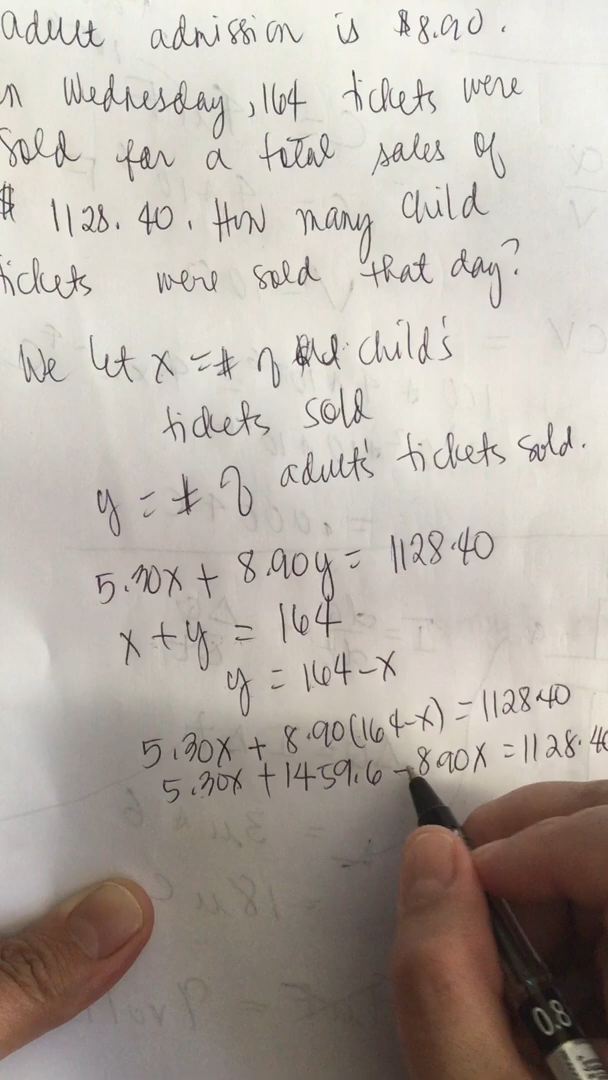 adult admission is $8.90.
n Wednesday, 164 tickets were
Sold for a total sales of
$ 1128.40. How many child
tickets were sold that day?
We let x = # of child's
tickets sold
y = # of adult's tickets sold.
5.30x + 8.90y = 1128.40
x + y = 164
y = 164-x
5.30x + 8.90(164-x) = 1128.40
5.30x + 1459.6 - 8.90x = 1128.40